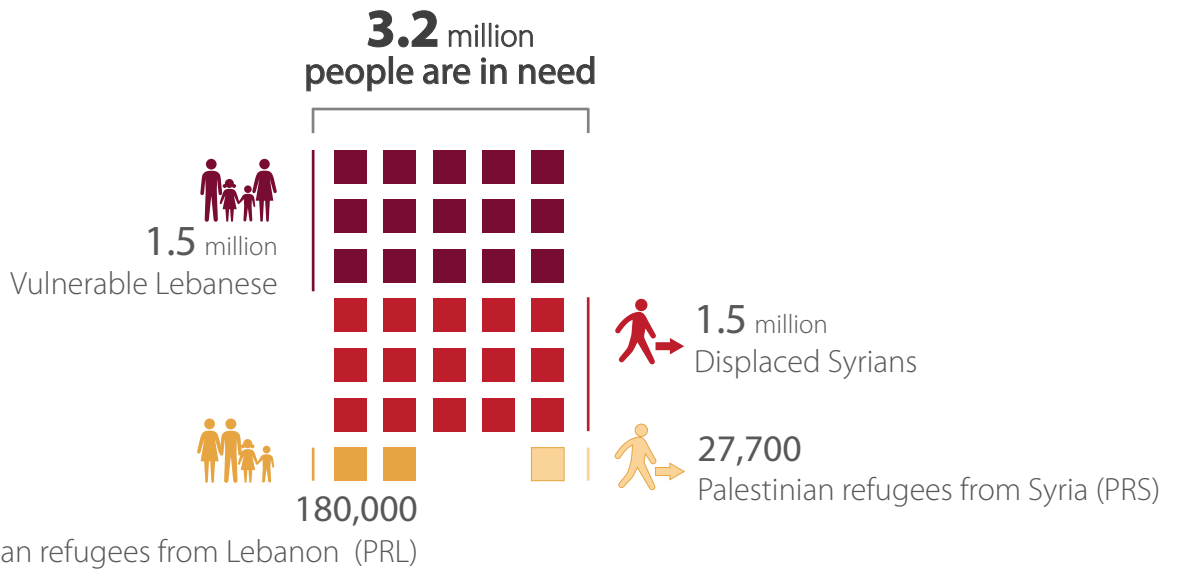 3.2 million
people are in need
1.5 million
Vulnerable Lebanese
1.5 million
Displaced Syrians
27,700
Palestinian refugees from Syria (PRS)
180,000
refugees from Lebanon (PRL)